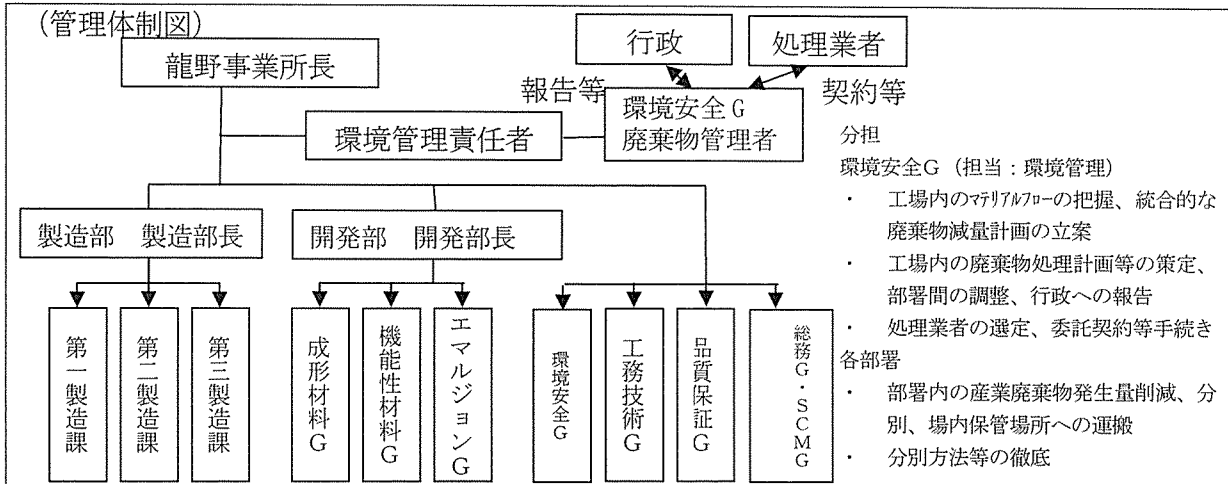 (管理体制図)
龍野事業所長
行政
処理業者
報告等
契約等
環境管理責任者
環境安全G
廃棄物管理者
製造部 製造部長
開発部 開発部長
第一製造課
第二製造課
第三製造課
成形材料G
機能性材料G
エマルジョンG
環境安全G
工務技術G
品質保証G
総務G・SCMG
分担
環境安全G(担当:環境管理)
・ 工場内のマテリアルフローの把握、統合的な
廃棄物減量計画の立案
・ 工場内の廃棄物処理計画等の策定、
部署間の調整、行政への報告
・ 処理業者の選定、委託契約等手続き
各部署
・ 部署内の産業廃棄物発生量削減、分
別、場内保管場所への運搬
・ 分別方法等の徹底